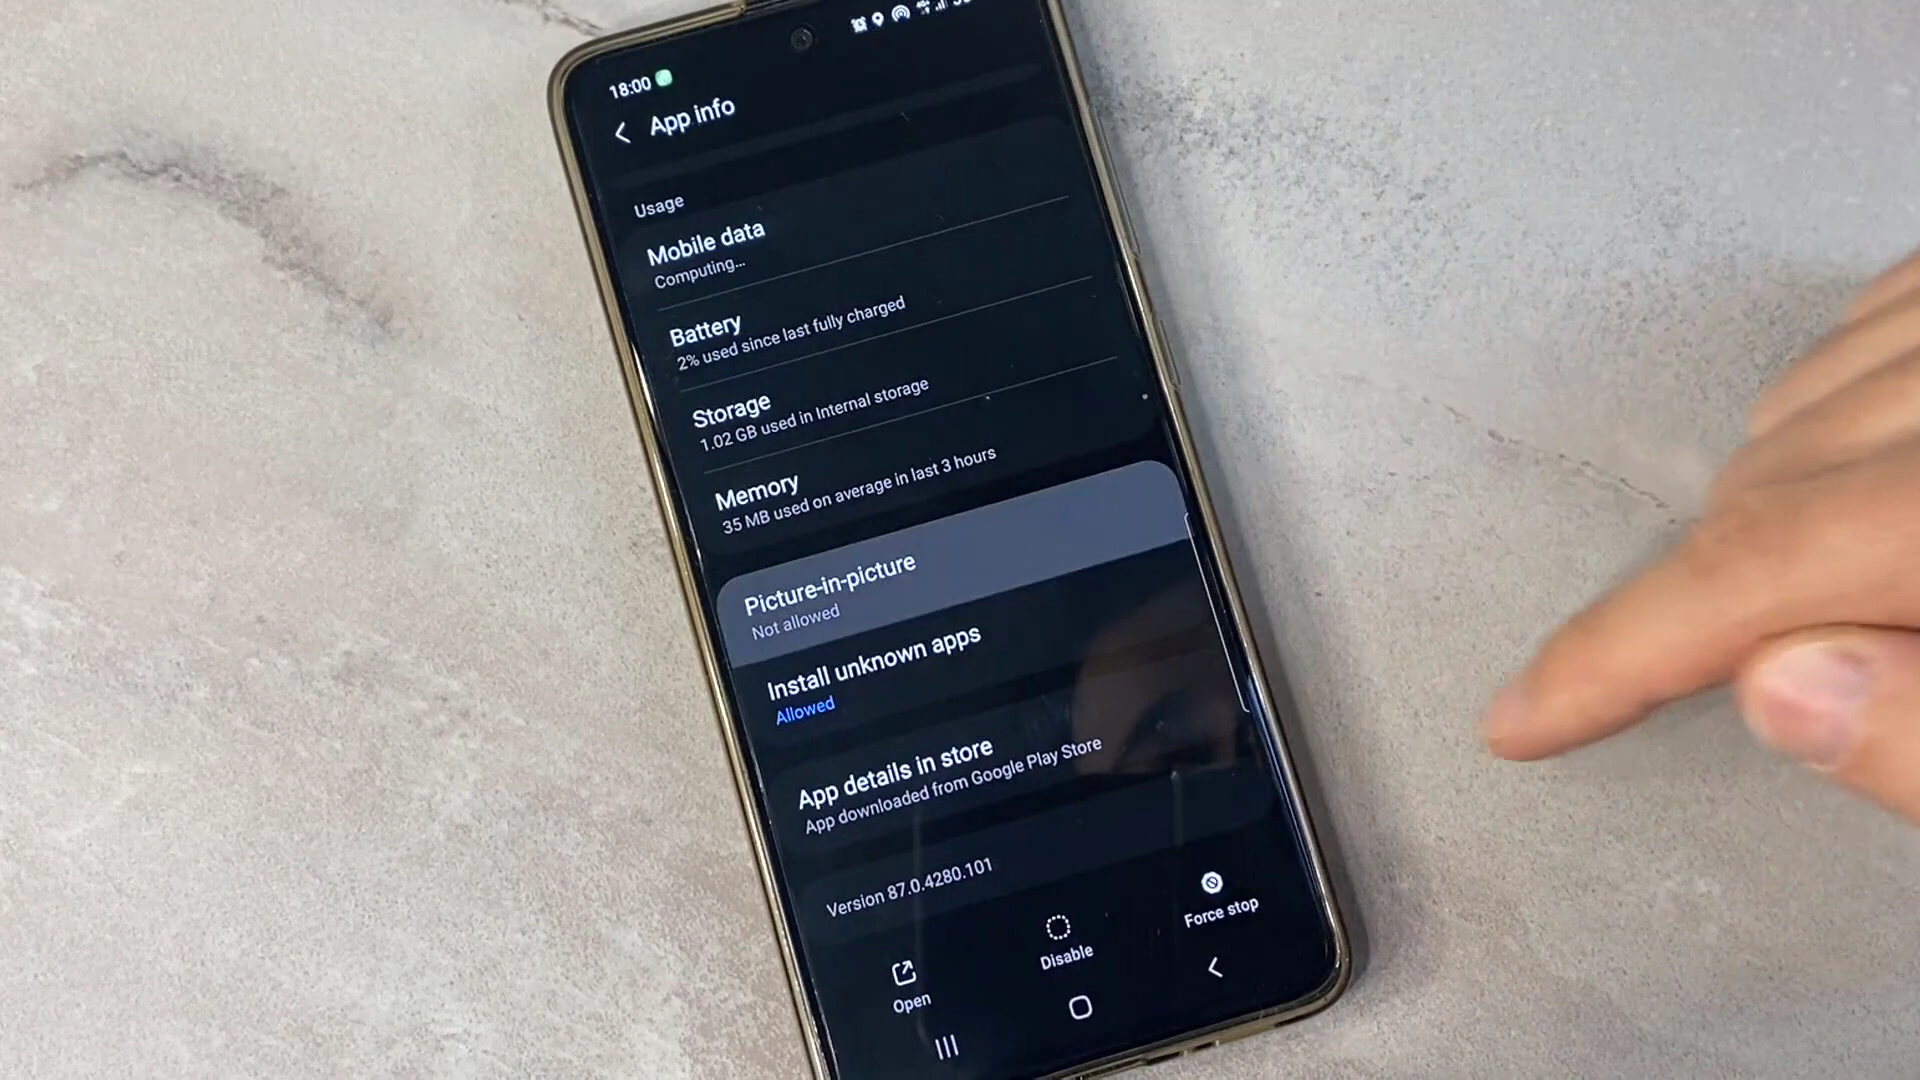 18:00
App info
Usage
Mobile data
Computing...
Battery
2% used since last fully charged
Storage
1.02 GB used in Internal storage
Memory
35 MB used on average in last 3 hours
Picture-in-picture
Not allowed
Install unknown apps
Allowed
App details in store
App downloaded from Google Play Store
Version 87.0.4280.101
Open
Disable
Force stop